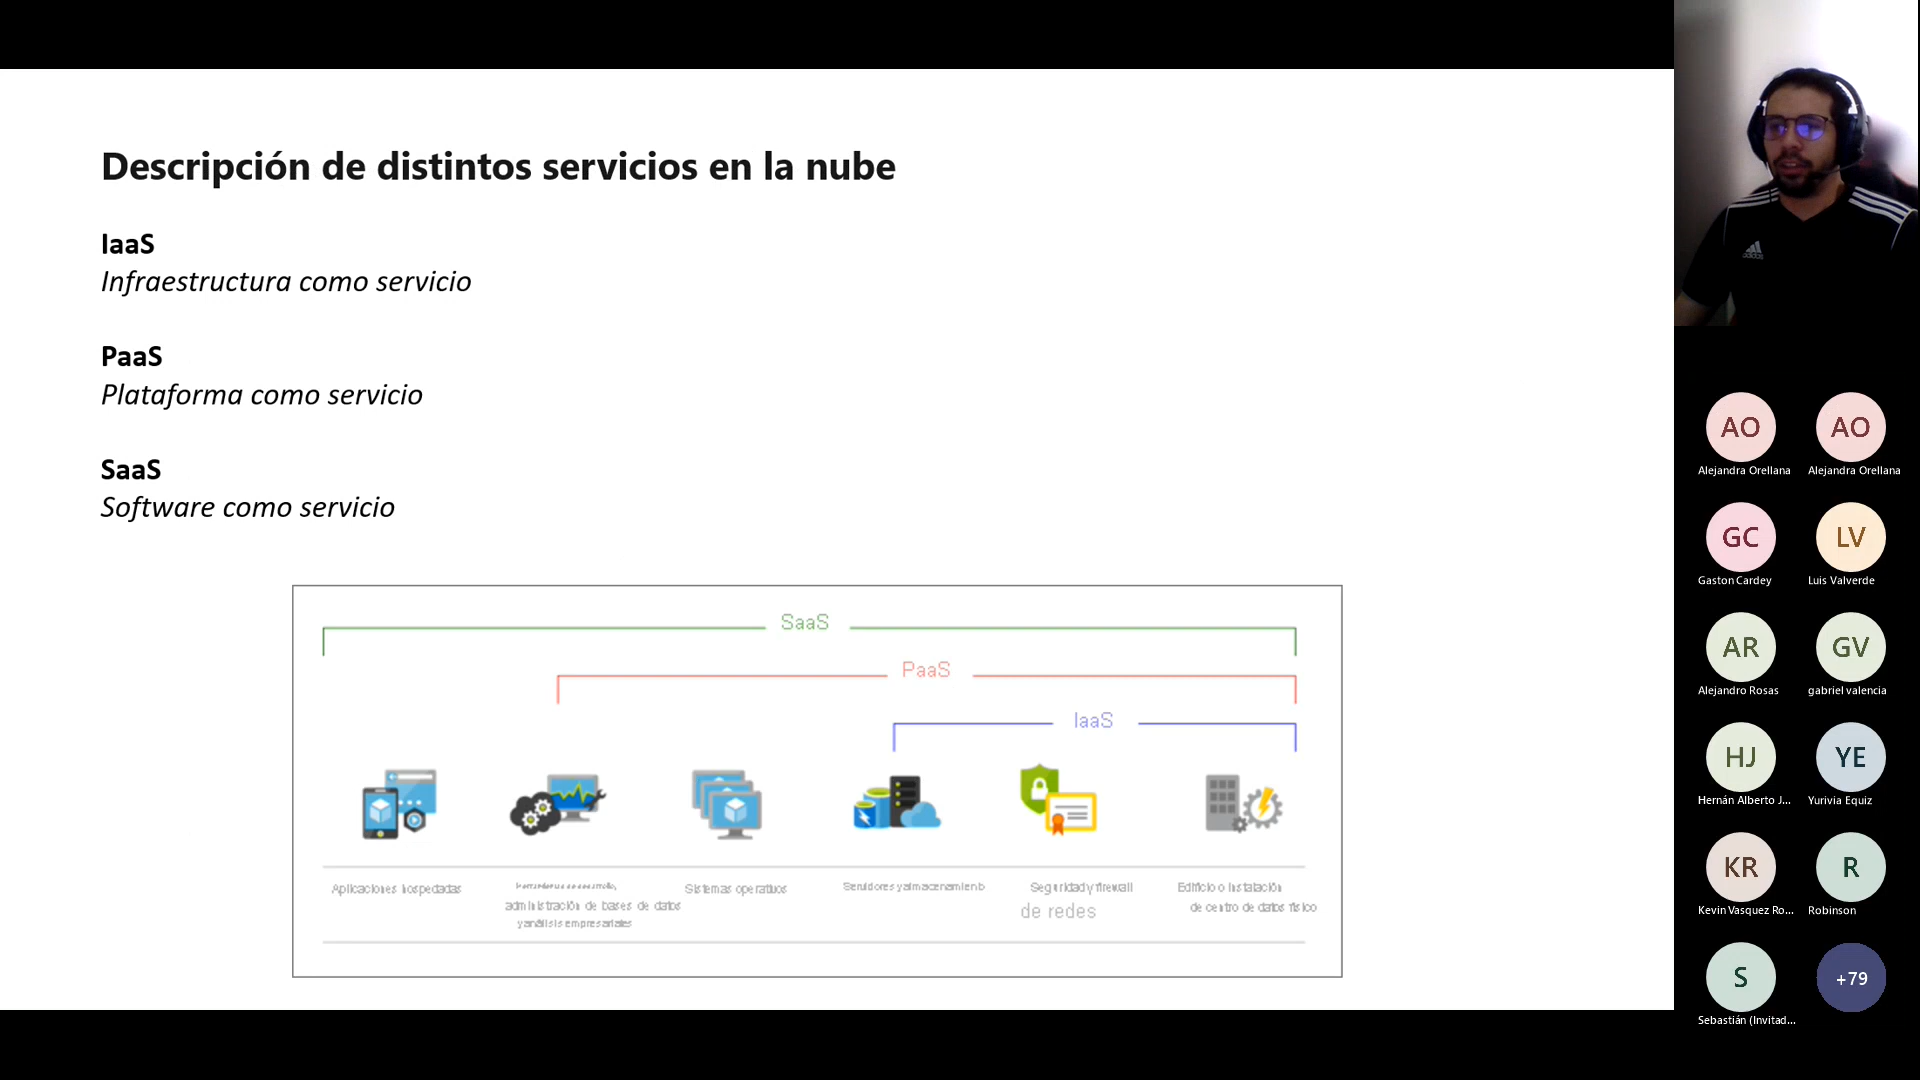 Descripción de distintos servicios en la nube
IaaS
Infraestructura como servicio
PaaS
Plataforma como servicio
SaaS
Software como servicio
SaaS
PaaS
IaaS
Aplicaciones hospedadas
Herramientas de desarrollo,
administración de bases de datos
y análisis empresariales
Sistemas operativos
Servidores y almacenamiento
Seguridad y firewall
de redes
Edificio o instalación
de centro de datos físico
adidas
AO
Alejandra Orellana
AO
Alejandra Orellana
GC
Gaston Cardey
LV
Luis Valverde
AR
Alejandro Rosas
GV
gabriel valencia
HJ
Hernán Alberto J...
YE
Yurivia Equiz
KR
Kevin Vasquez Ro...
R
Robinson
S
Sebastián (Invitad...
+79